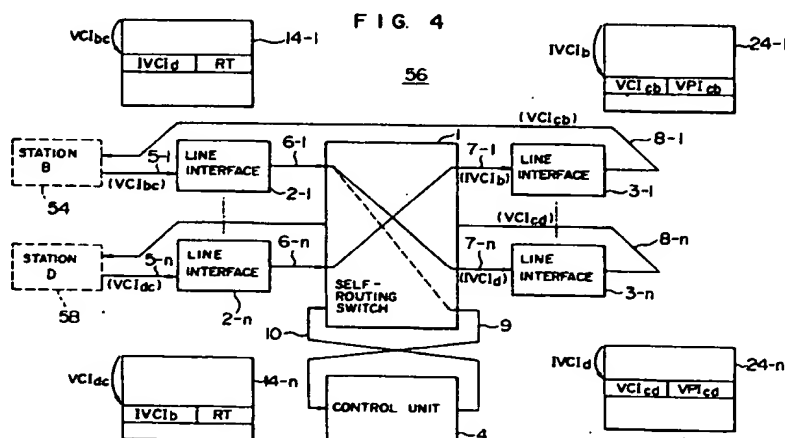 FIG. 4
VCIbc
14-1
IVCId RT
56
IVCIb
24-1
VCIcb VPIcb
(VCIcb)
8-1
STATION B
54
5-1
(VCIbc)
LINE INTERFACE
2-1
6-1
1
7-1
(IVCIb)
LINE INTERFACE
3-1
(VCIcd)
8-n
STATION D
58
5-n
(VCIdc)
LINE INTERFACE
2-n
6-n
SELF-ROUTING SWITCH
7-n
(IVCId)
LINE INTERFACE
3-n
10
9
VCIdc
14-n
IVCIb RT
CONTROL UNIT
4
IVCId
24-n
VCIcd VPIcd